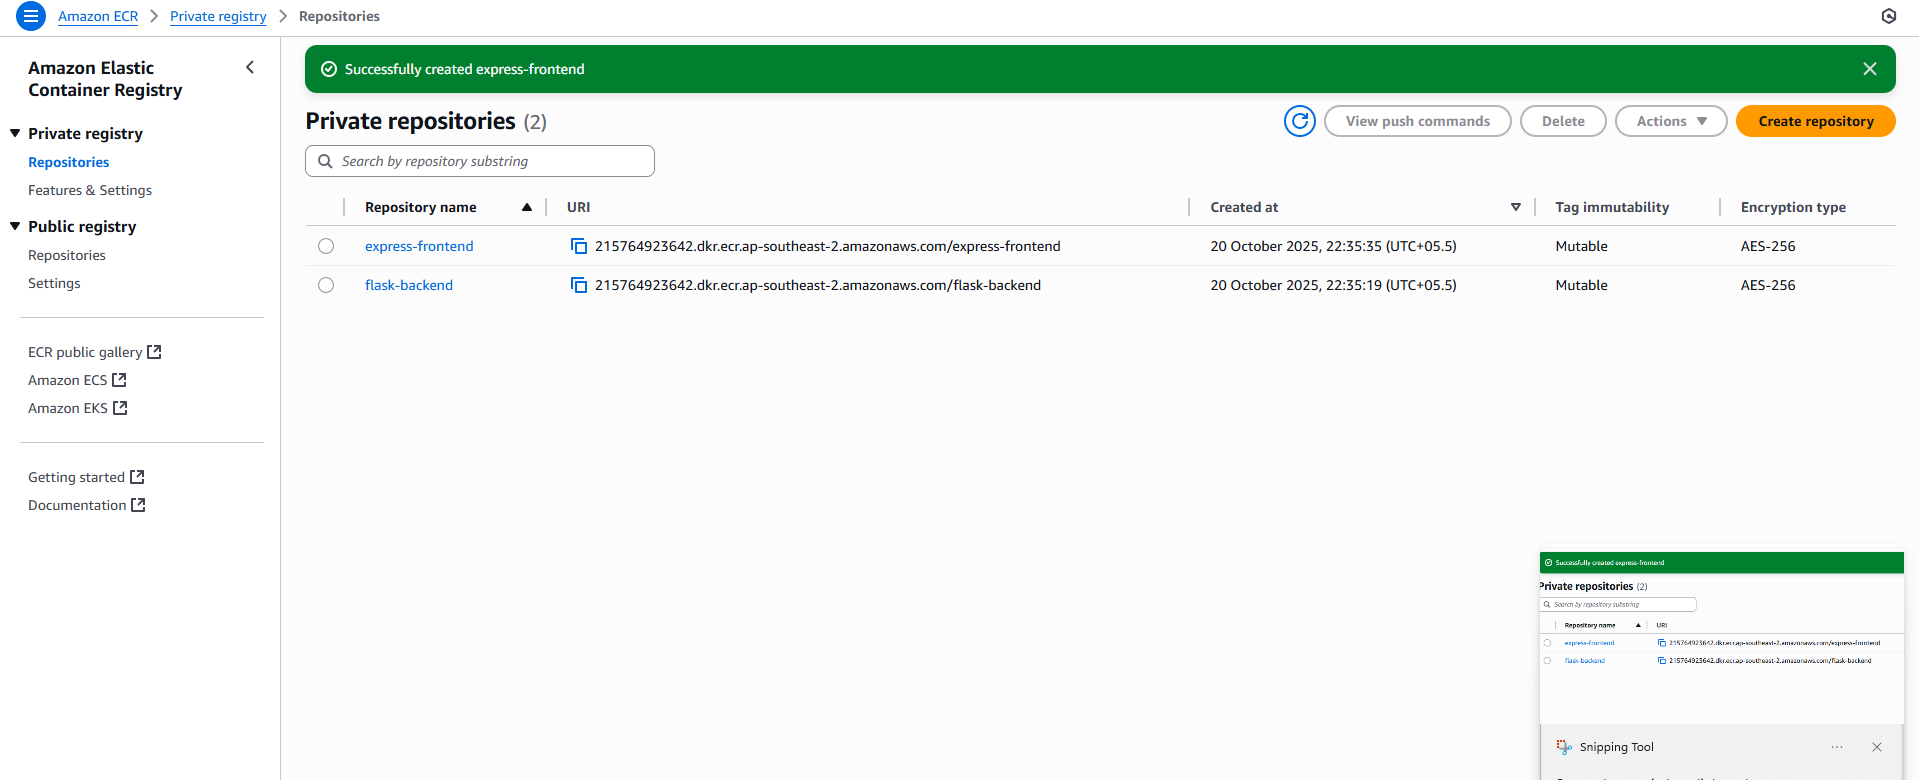 Amazon ECR > Private registry > Repositories
Amazon Elastic
Container Registry
Private registry
Repositories
Features & Settings
Public registry
Repositories
Settings
ECR public gallery
Amazon ECS
Amazon EKS
Getting started
Documentation
Successfully created express-frontend
Private repositories (2)
View push commands
Delete
Actions
Create repository
Search by repository substring
Repository name URI Created at Tag immutability Encryption type
express-frontend 215764923642.dkr.ecr.ap-southeast-2.amazonaws.com/express-frontend 20 October 2025, 22:35:35 (UTC+05.5) Mutable AES-256
flask-backend 215764923642.dkr.ecr.ap-southeast-2.amazonaws.com/flask-backend 20 October 2025, 22:35:19 (UTC+05.5) Mutable AES-256
Successfully created express-frontend
Private repositories (2)
Search by repository substring
Repository name URI
express-frontend 215764923642.dkr.ecr.ap-southeast-2.amazonaws.com/express-frontend
flask-backend 215764923642.dkr.ecr.ap-southeast-2.amazonaws.com/flask-backend
Snipping Tool